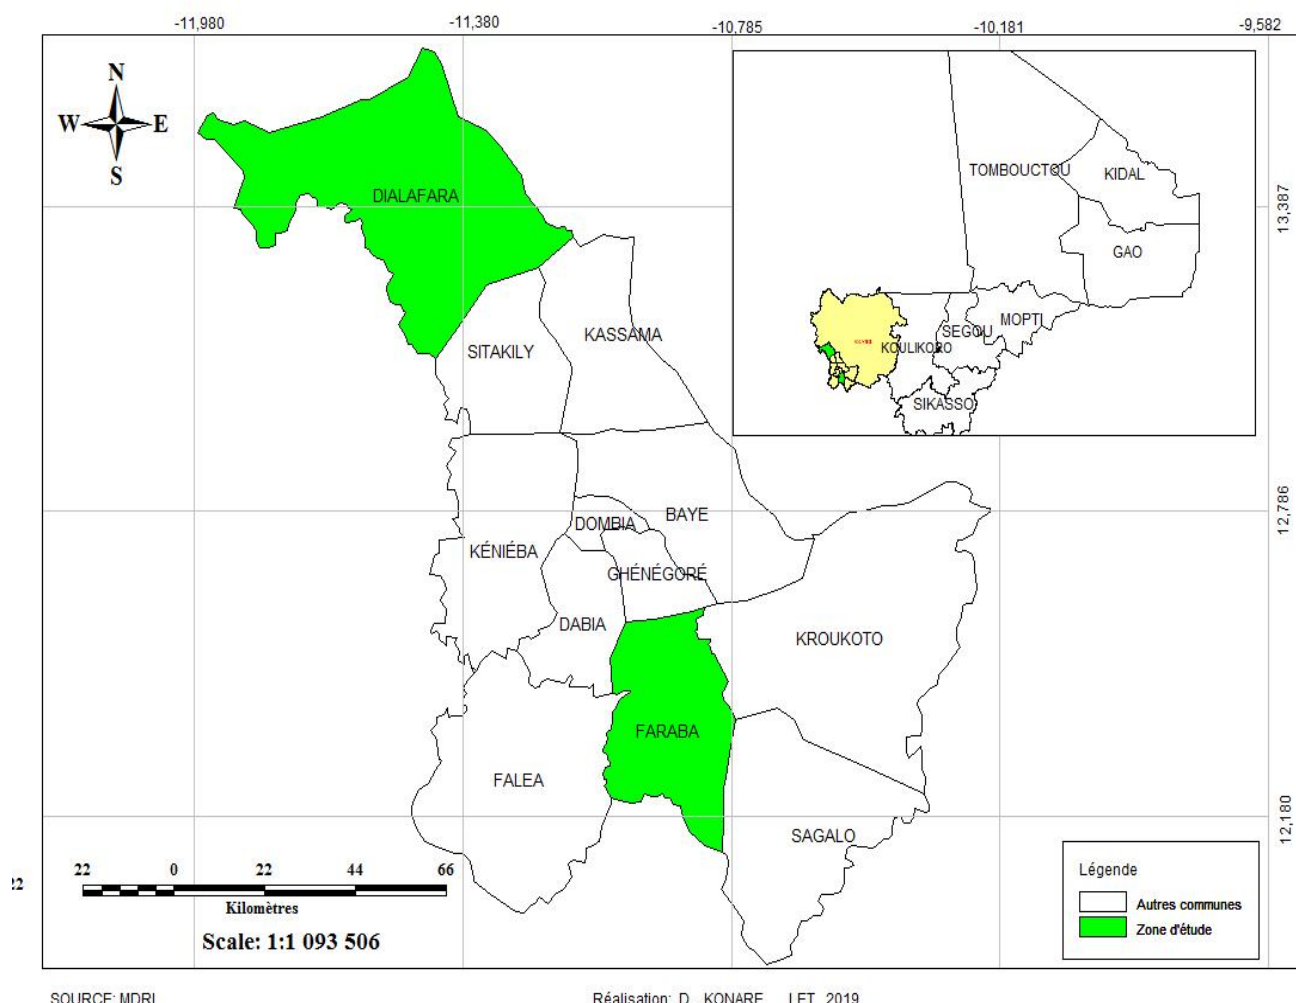 -11,980 -11,380 -10,785 -10,181 -9,582
N
W E
S
DIALAFARA
TOMBOUCTOU
KIDAL
13,387
GAO
SITAKILY
KASSAMA
MOPTI
SEGOU
KOULIKORO
SIKASSO
12,786
BAYE
DOMBIA
KÉNIÉBA
GHÉNÉGORÉ
DABIA
KROUKOTO
FARABA
FALEA
12,180
SAGALO
22 0 22 44 66
22
Kilomètres
Scale: 1:1 093 506
Légende
Autres communes
Zone d'étude
SOURCE: MDRI
Réalisation: D KONARE 2019